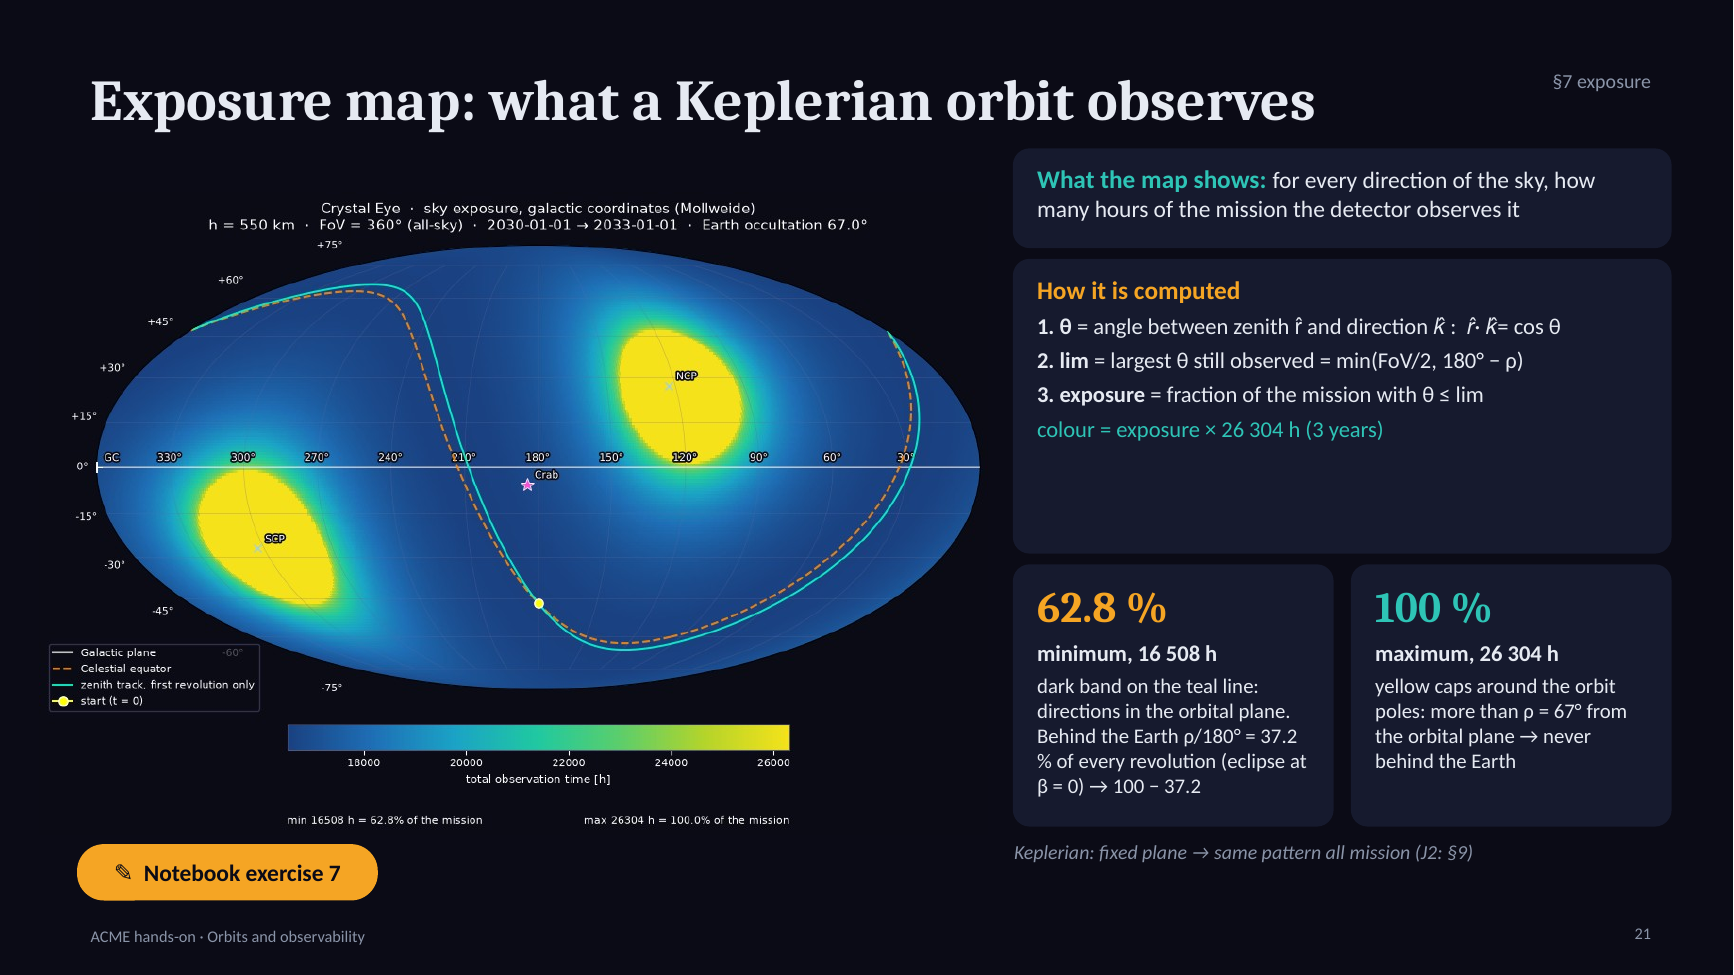 Exposure map: what a Keplerian orbit observes
§7 exposure
Crystal Eye · sky exposure, galactic coordinates (Mollweide)
h = 550 km · FoV = 360° (all-sky) · 2030-01-01 → 2033-01-01 · Earth occultation 67.0°
+75°
+60°
+45°
+30°
+15°
0°
-15°
-30°
-45°
-60°
-75°
GC 330° 300° 270° 240° 210° 180° 150° 120° 90° 60° 30°
NCP
Crab
SCP
Galactic plane
Celestial equator
zenith track, first revolution only
start (t = 0)
18000 20000 22000 24000 26000
total observation time [h]
min 16508 h = 62.8% of the mission
max 26304 h = 100.0% of the mission
What the map shows: for every direction of the sky, how
many hours of the mission the detector observes it
How it is computed
1. θ = angle between zenith r̂ and direction k̂ : r̂· k̂= cos θ
2. lim = largest θ still observed = min(FoV/2, 180° − ρ)
3. exposure = fraction of the mission with θ ≤ lim
colour = exposure × 26 304 h (3 years)
62.8 %
minimum, 16 508 h
dark band on the teal line:
directions in the orbital plane.
Behind the Earth ρ/180° = 37.2
% of every revolution (eclipse at
β = 0) → 100 − 37.2
100 %
maximum, 26 304 h
yellow caps around the orbit
poles: more than ρ = 67° from
the orbital plane → never
behind the Earth
Keplerian: fixed plane → same pattern all mission (J2: §9)
✎ Notebook exercise 7
ACME hands-on · Orbits and observability
21